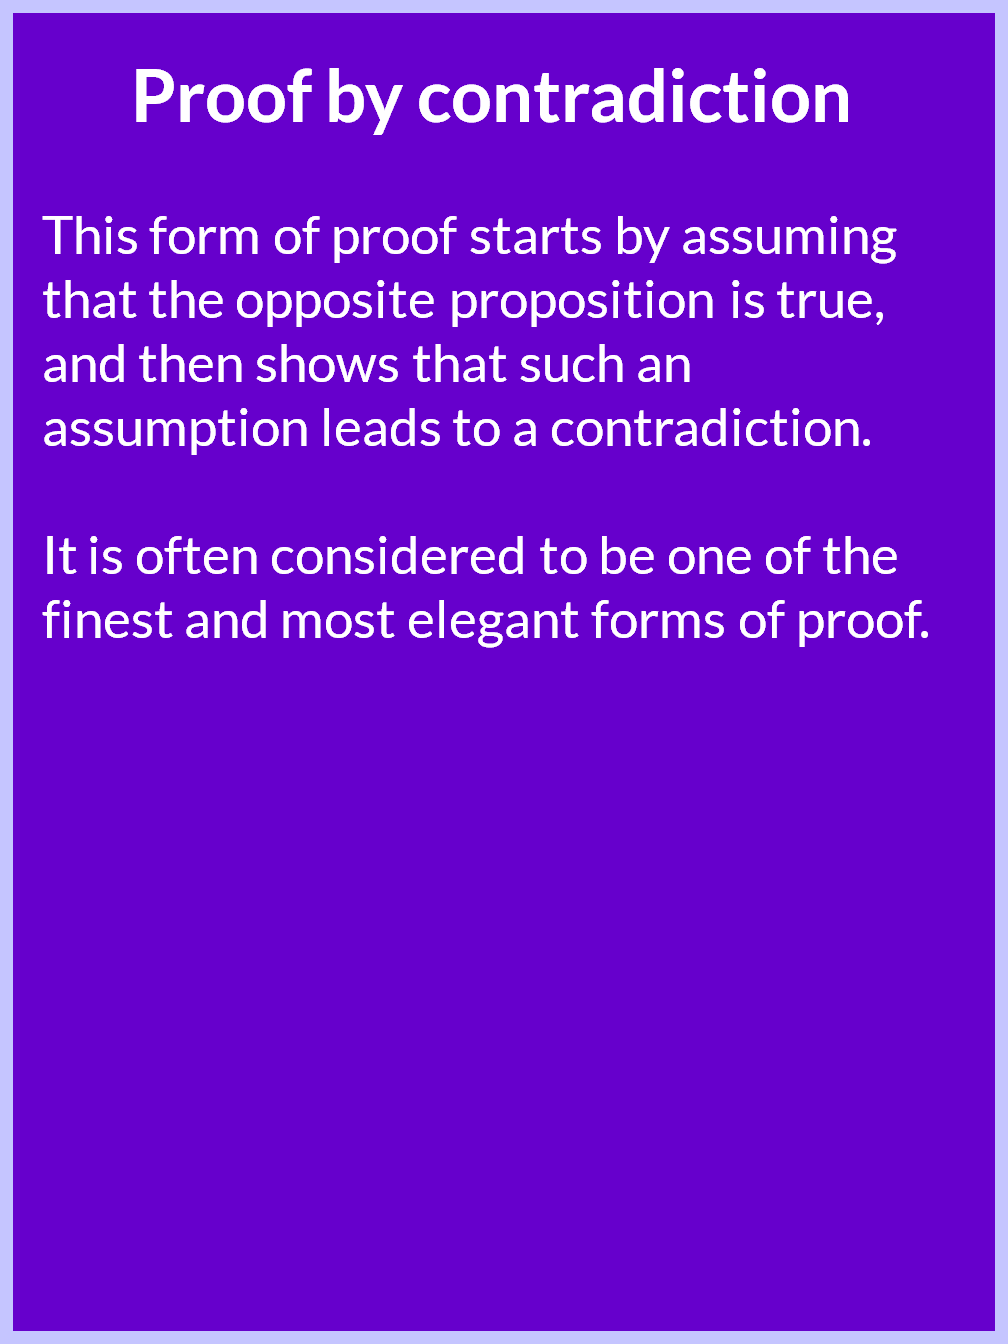 Proof by contradiction
This form of proof starts by assuming
that the opposite proposition is true,
and then shows that such an
assumption leads to a contradiction.
It is often considered to be one of the
finest and most elegant forms of proof.